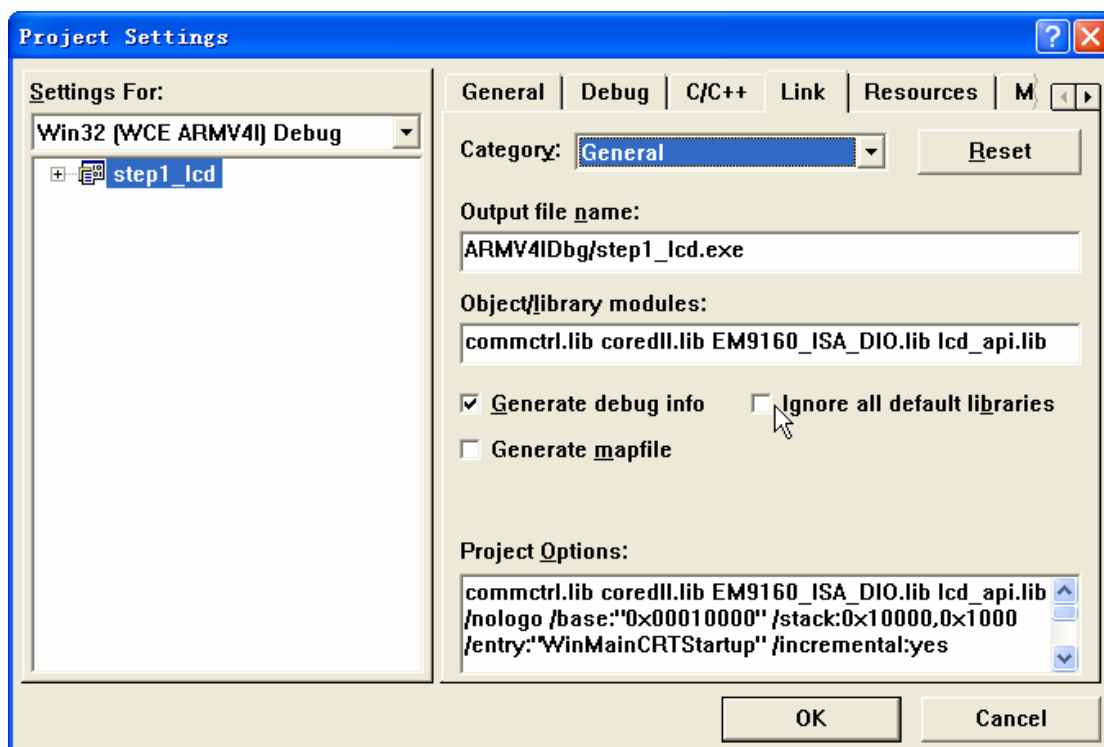 Project Settings
Settings For:
Win32 (WCE ARMV4I) Debug
step1_lcd
General Debug C/C++ Link Resources M
Category: General Reset
Output file name:
ARMV4IDbg/step1_lcd.exe
Object/library modules:
commctrl.lib coredll.lib EM9160_ISA_DIO.lib lcd_api.lib
Generate debug info Ignore all default libraries
Generate mapfile
Project Options:
commctrl.lib coredll.lib EM9160_ISA_DIO.lib lcd_api.lib
/nologo /base:"0x00010000" /stack:0x10000,0x1000
/entry:"WinMainCRTStartup" /incremental:yes
OK Cancel